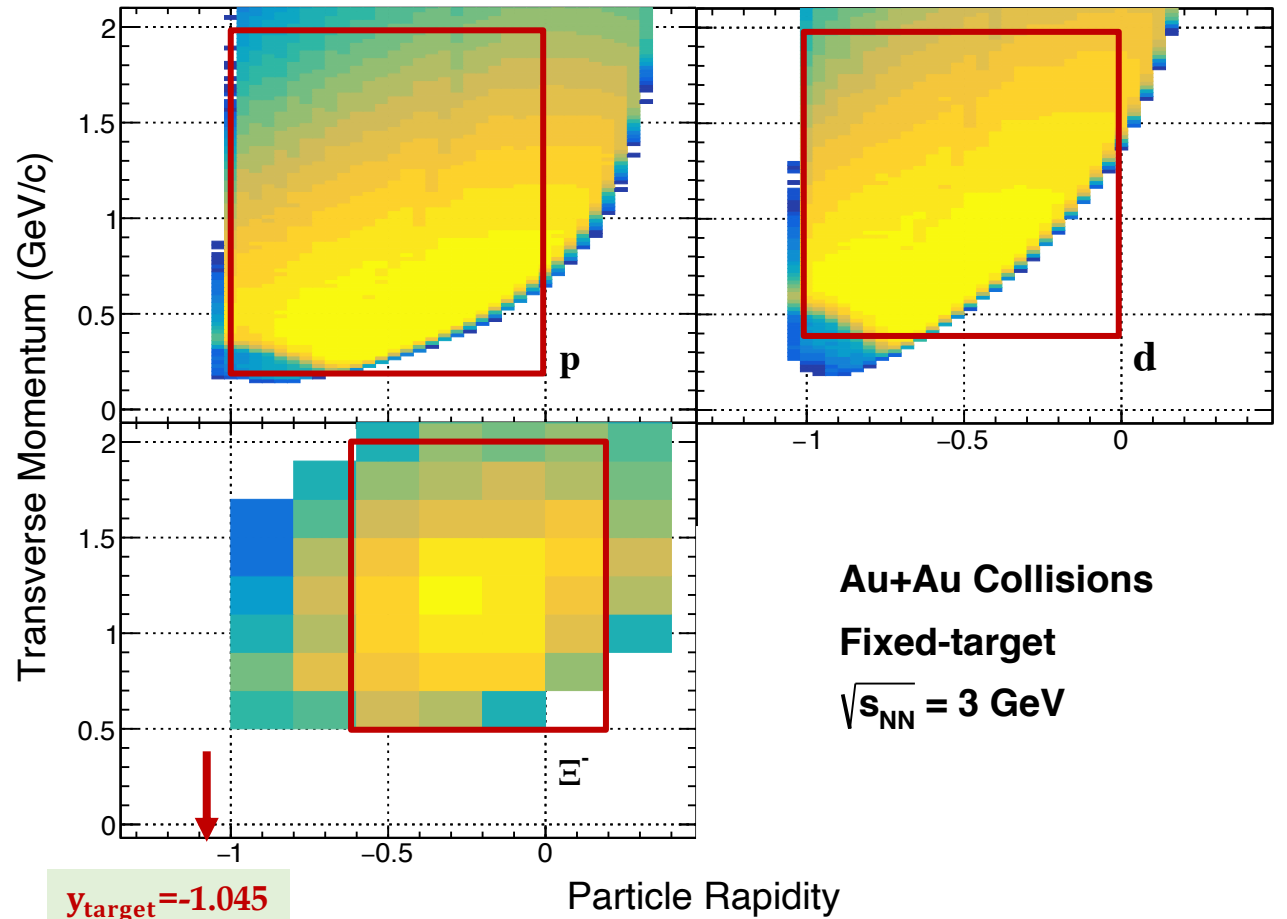 Transverse Momentum (GeV/c)
2
1.5
1
0.5
0
p
d
−1 −0.5 0
2
1.5
1
0.5
0
Ξ-
−1 −0.5 0
Au+Au Collisions
Fixed-target
√sNN = 3 GeV
ytarget=-1.045
Particle Rapidity